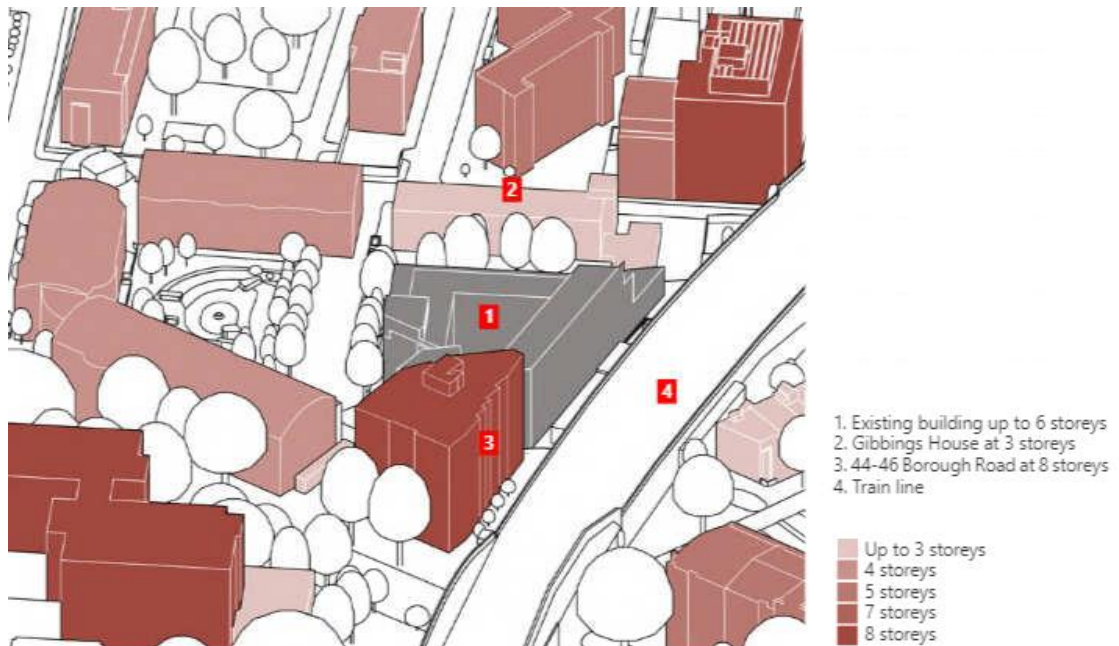 2
1
4
3
1. Existing building up to 6 storeys
2. Gibbings House at 3 storeys
3. 44-46 Borough Road at 8 storeys
4. Train line
Up to 3 storeys
4 storeys
5 storeys
7 storeys
8 storeys